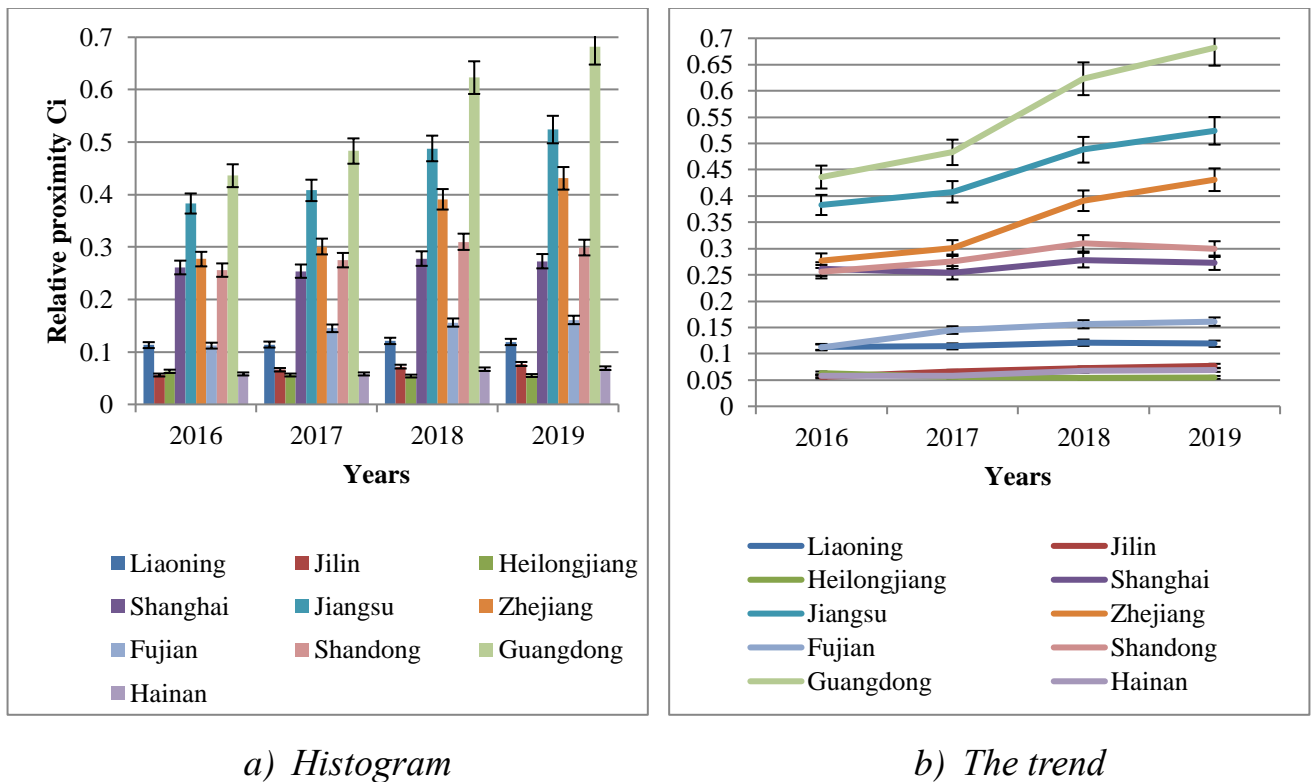 0.7
0.6
0.5
0.4
0.3
0.2
0.1
0
Relative proximity Ci
2016 2017 2018 2019
Years
Liaoning Jilin Heilongjiang
Shanghai Jiangsu Zhejiang
Fujian Shandong Guangdong
Hainan
a) Histogram
0.7
0.65
0.6
0.55
0.5
0.45
0.4
0.35
0.3
0.25
0.2
0.15
0.1
0.05
0
2016 2017 2018 2019
Years
Liaoning Jilin
Heilongjiang Shanghai
Jiangsu Zhejiang
Fujian Shandong
Guangdong Hainan
b) The trend